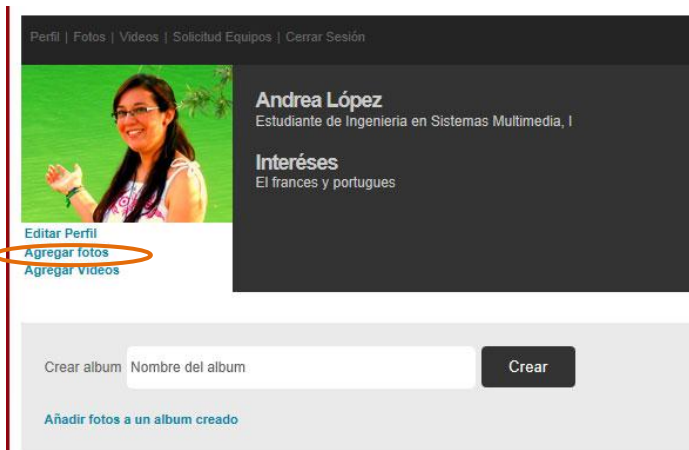 Perfil | Fotos | Videos | Solicitud Equipos | Cerrar Sesión
Andrea López
Estudiante de Ingenieria en Sistemas Multimedia, I
Interéses
El frances y portugues
Editar Perfil
Agregar fotos
Agregar Videos
Crear album Nombre del album Crear
Añadir fotos a un album creado